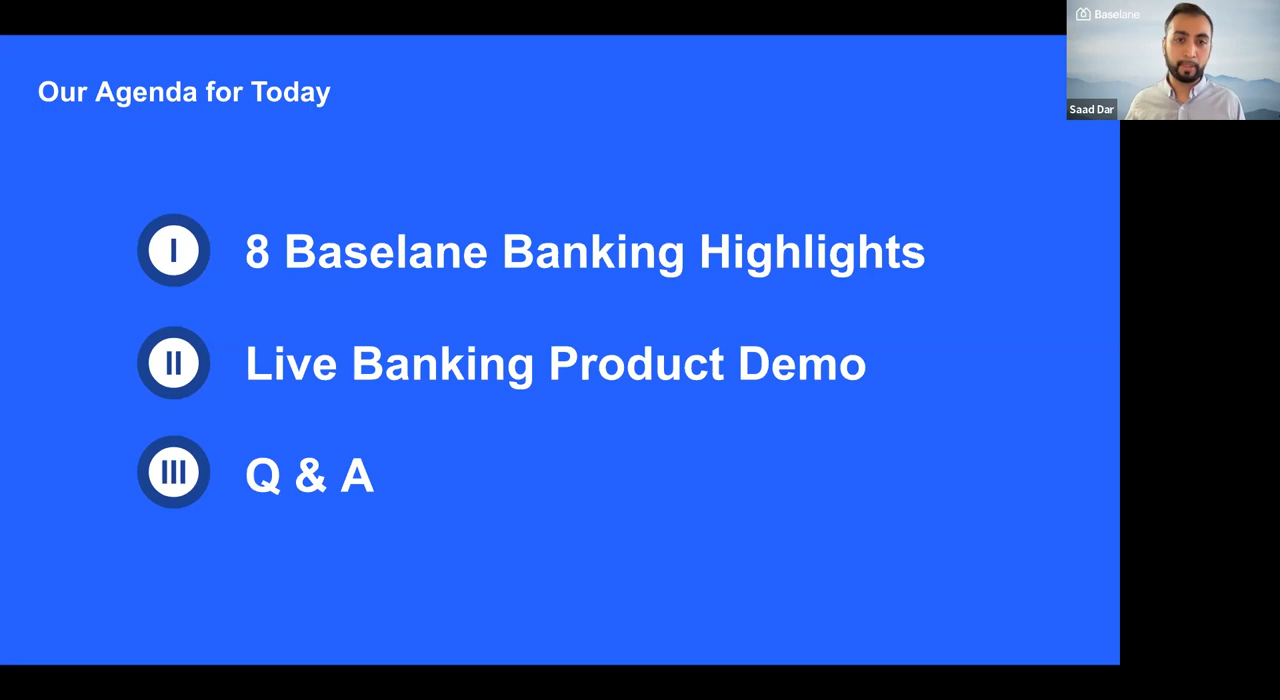 Baselane
Saad Dar
Our Agenda for Today
I
8 Baselane Banking Highlights
II
Live Banking Product Demo
III
Q & A